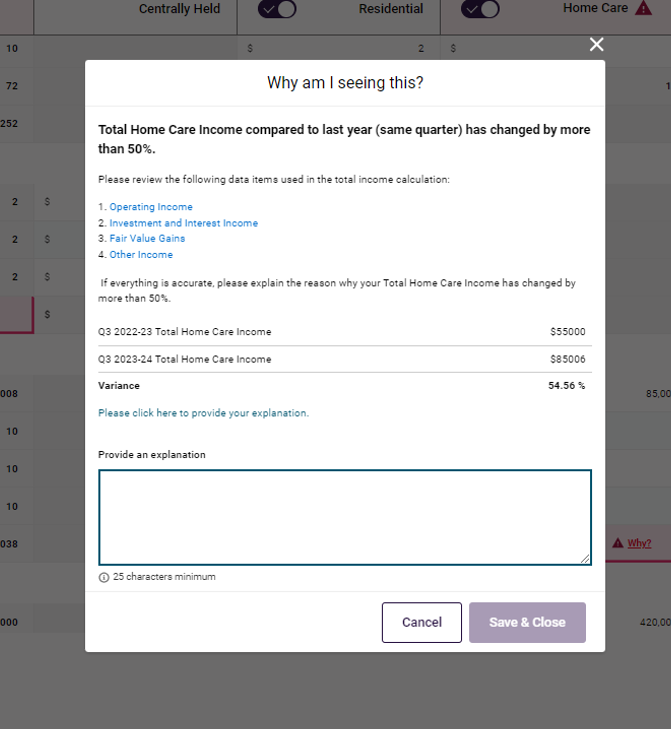 Centrally Held
Residential
Home Care
10
$
2
$
72
1
252
2
$
2
$
2
$
$
Why am I seeing this?
Total Home Care Income compared to last year (same quarter) has changed by more
than 50%.
Please review the following data items used in the total income calculation:
1. Operating Income
2. Investment and Interest Income
3. Fair Value Gains
4. Other Income
If everything is accurate, please explain the reason why your Total Home Care Income has changed by
more than 50%.
Q3 2022-23 Total Home Care Income $55000
Q3 2023-24 Total Home Care Income $85006
Variance 54.56 %
Please click here to provide your explanation.
Provide an explanation
25 characters minimum
Cancel
Save & Close
008
85,00
10
10
10
038
Why?
000
420,00